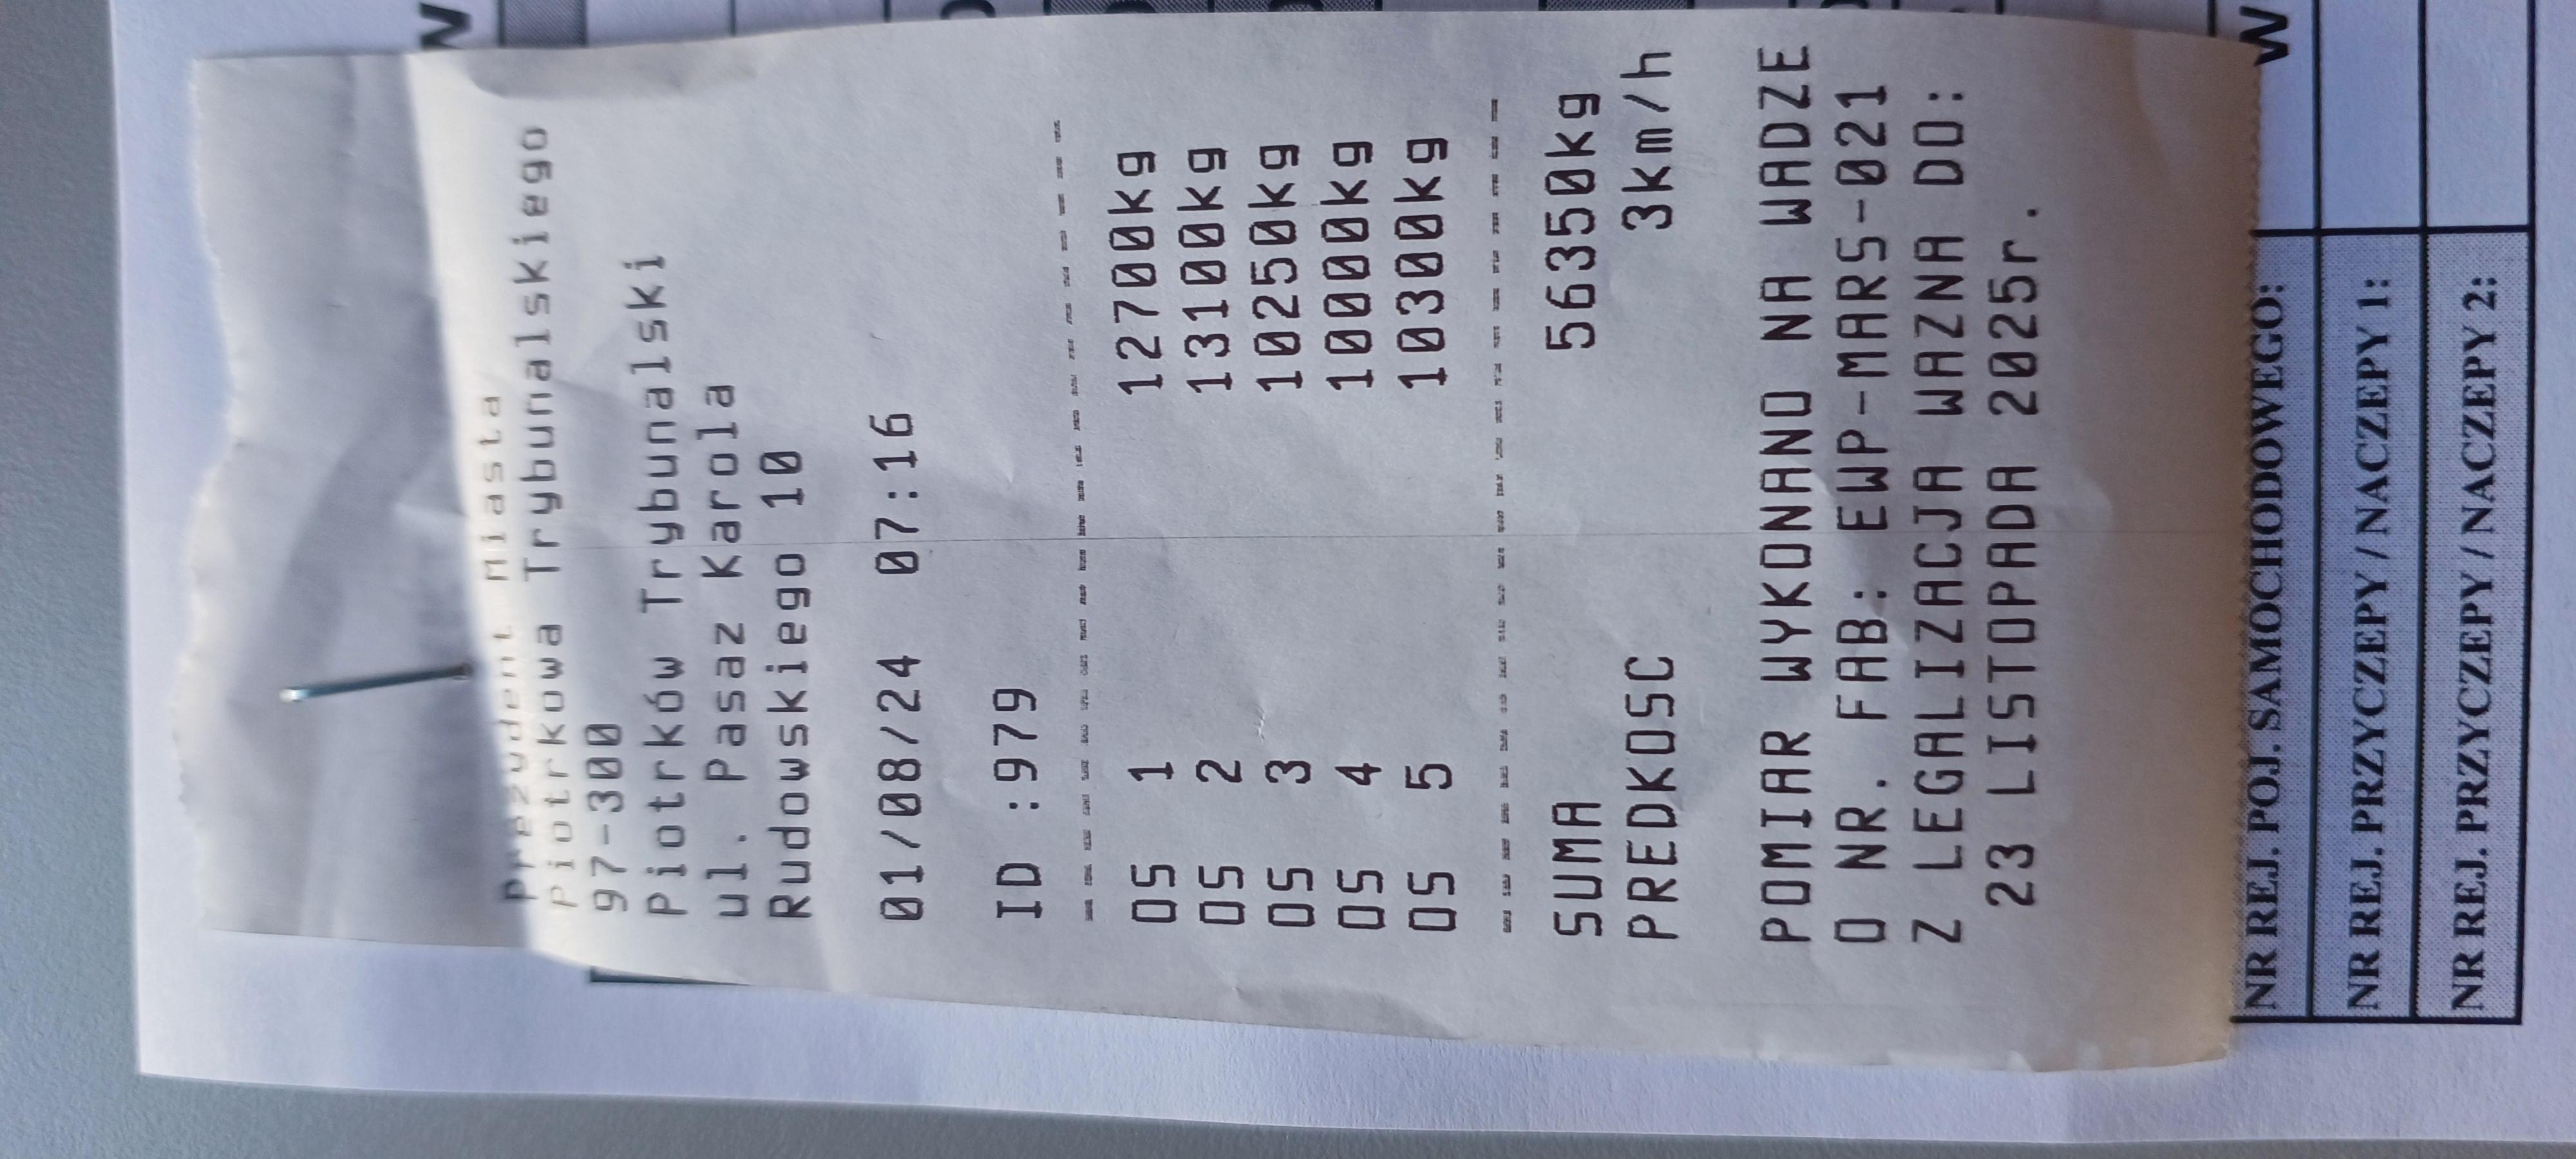 Prezydent Miasta
Piotrkowa Trybunalskiego
97-300
Piotrków Trybunalski
ul. Pasaz Karola
Rudowskiego 10
01/08/24 07:16
ID :979
OS 1 12700kg
OS 2 13100kg
OS 3 10250kg
OS 4 10000kg
OS 5 10300kg
SUMA 56350kg
PREDKOSC 3km/h
POMIAR WYKONANO NA WADZE
O NR. FAB: EWP-MARS-021
Z LEGALIZACJA WAZNA DO:
23 LISTOPADA 2025r.
NR REJ. POJ. SAMOCHODOWEGO: W
NR REJ. PRZYCZEPY / NACZEPY 1:
NR REJ. PRZYCZEPY / NACZEPY 2: